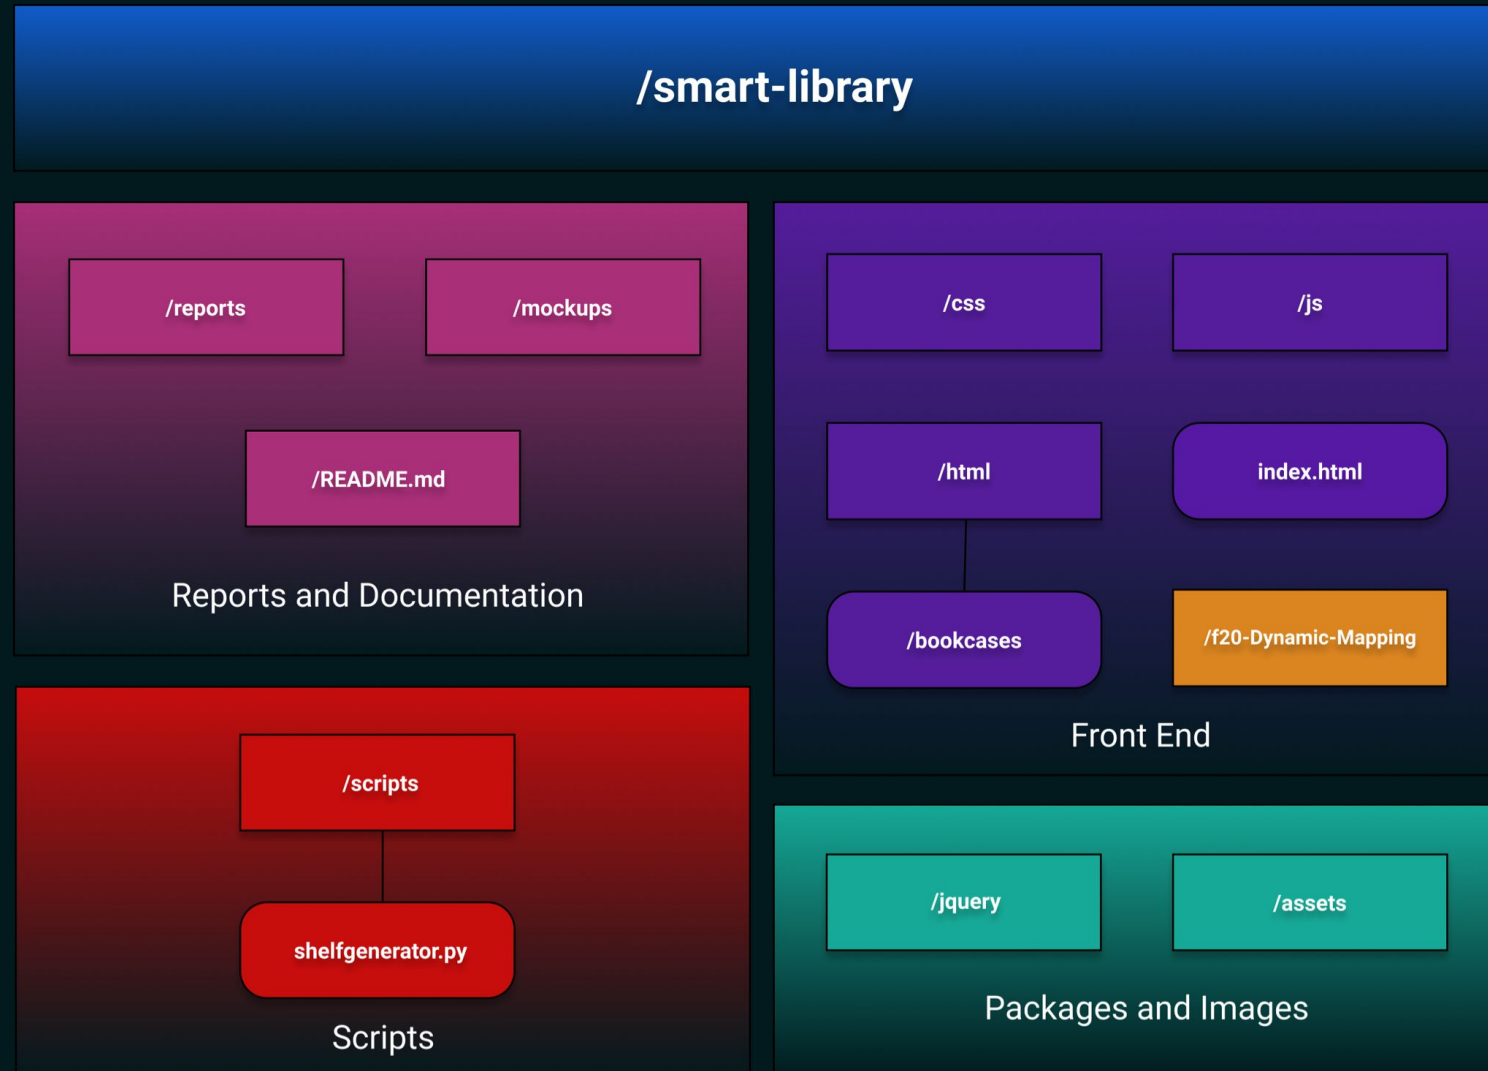 /smart-library
/reports
/mockups
/README.md
Reports and Documentation
/css
/js
/html
index.html
/bookcases
/f20-Dynamic-Mapping
Front End
/scripts
shelfgenerator.py
Scripts
/jquery
/assets
Packages and Images